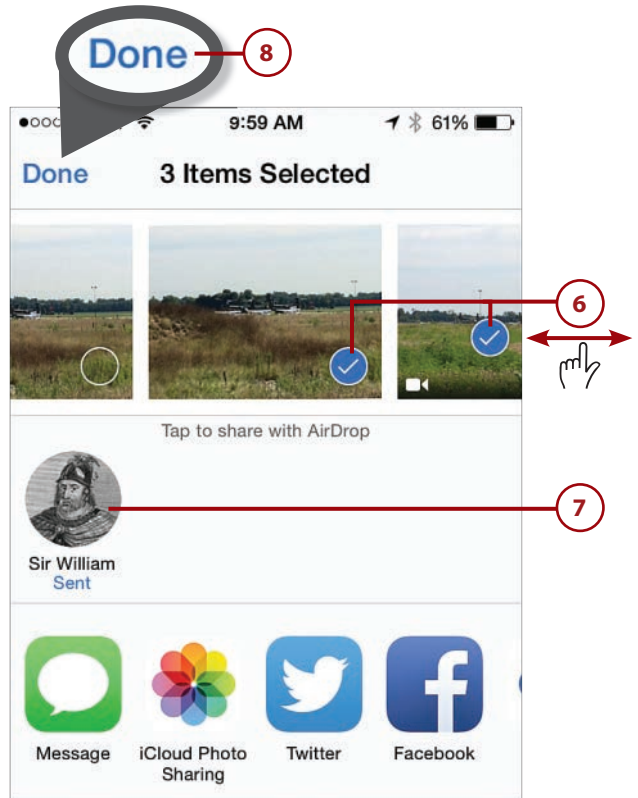 Done
8
9:59 AM
61%
Done
3 Items Selected
6
Tap to share with AirDrop
7
Sir William
Sent
Message
iCloud Photo
Sharing
Twitter
Facebook